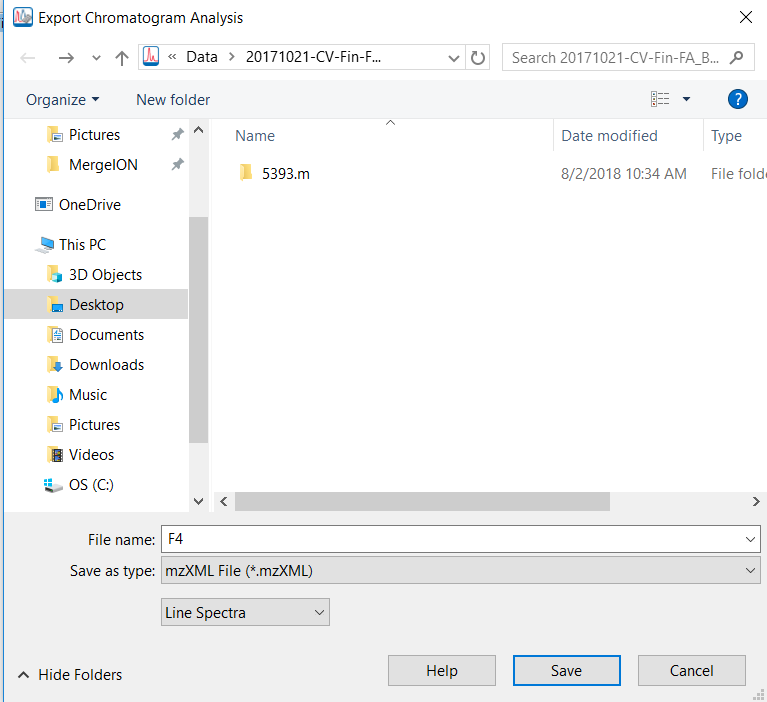 Export Chromatogram Analysis
« Data > 20171021-CV-Fin-F...
Search 20171021-CV-Fin-FA_B...
Organize
New folder
?
Pictures
MergeION
OneDrive
This PC
3D Objects
Desktop
Documents
Downloads
Music
Pictures
Videos
OS (C:)
Name Date modified Type
5393.m 8/2/2018 10:34 AM File folde
File name: F4
Save as type: mzXML File (*.mzXML)
Line Spectra
Hide Folders
Help
Save
Cancel